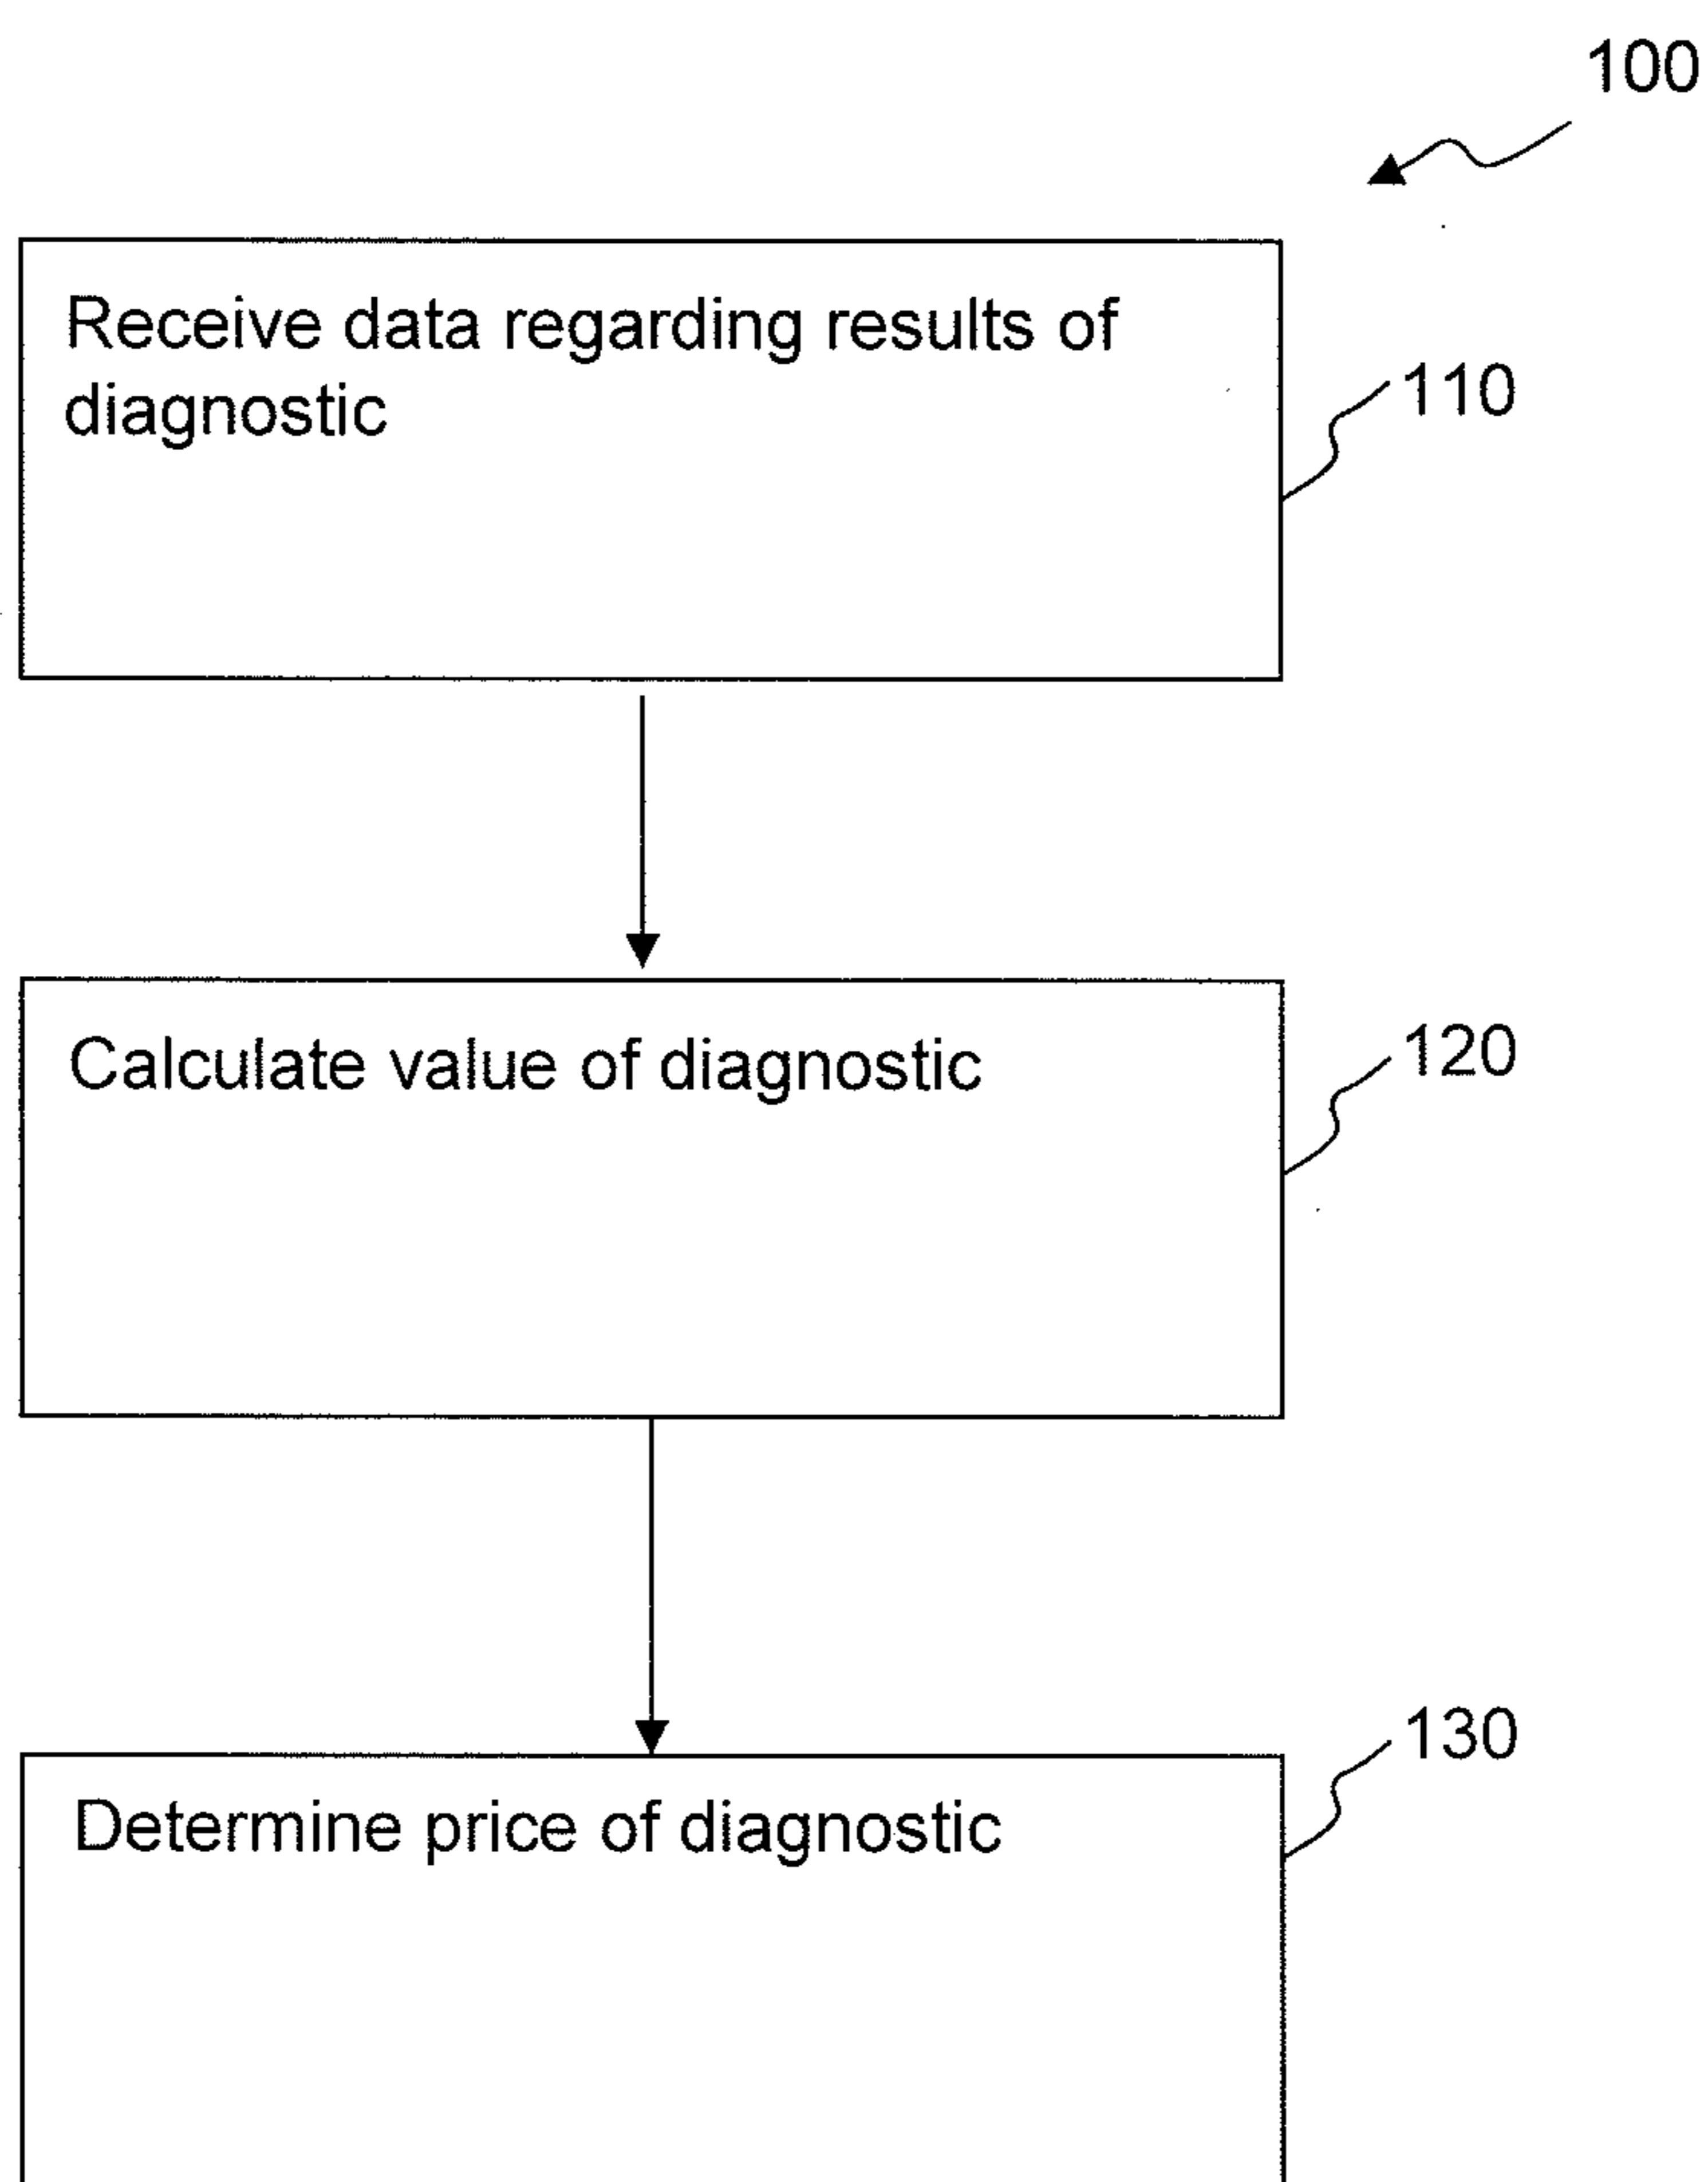 100
Receive data regarding results of
diagnostic
110
Calculate value of diagnostic
120
Determine price of diagnostic
130